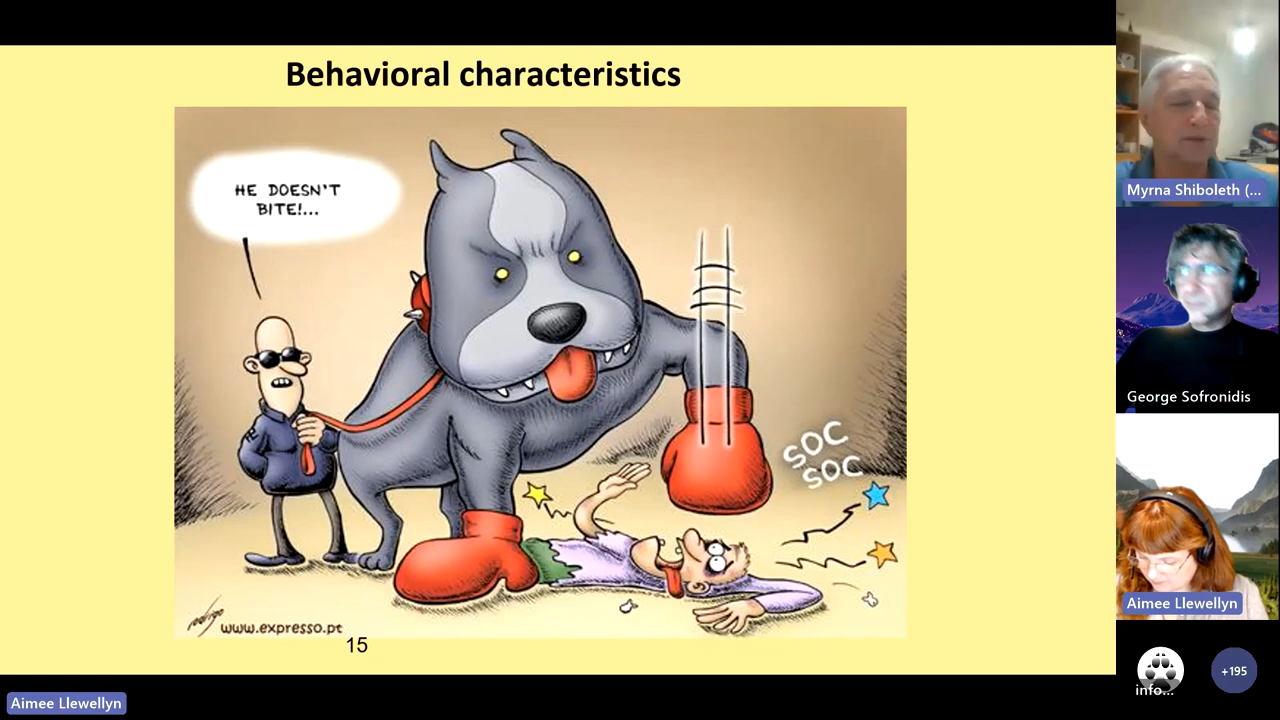 Behavioral characteristics
HE DOESN'T
BITE!...
SOC
SOC
www.expresso.pt
15
Myrna Shiboleth (...
George Sofronidis
Aimee Llewellyn
info...
+195
Aimee Llewellyn